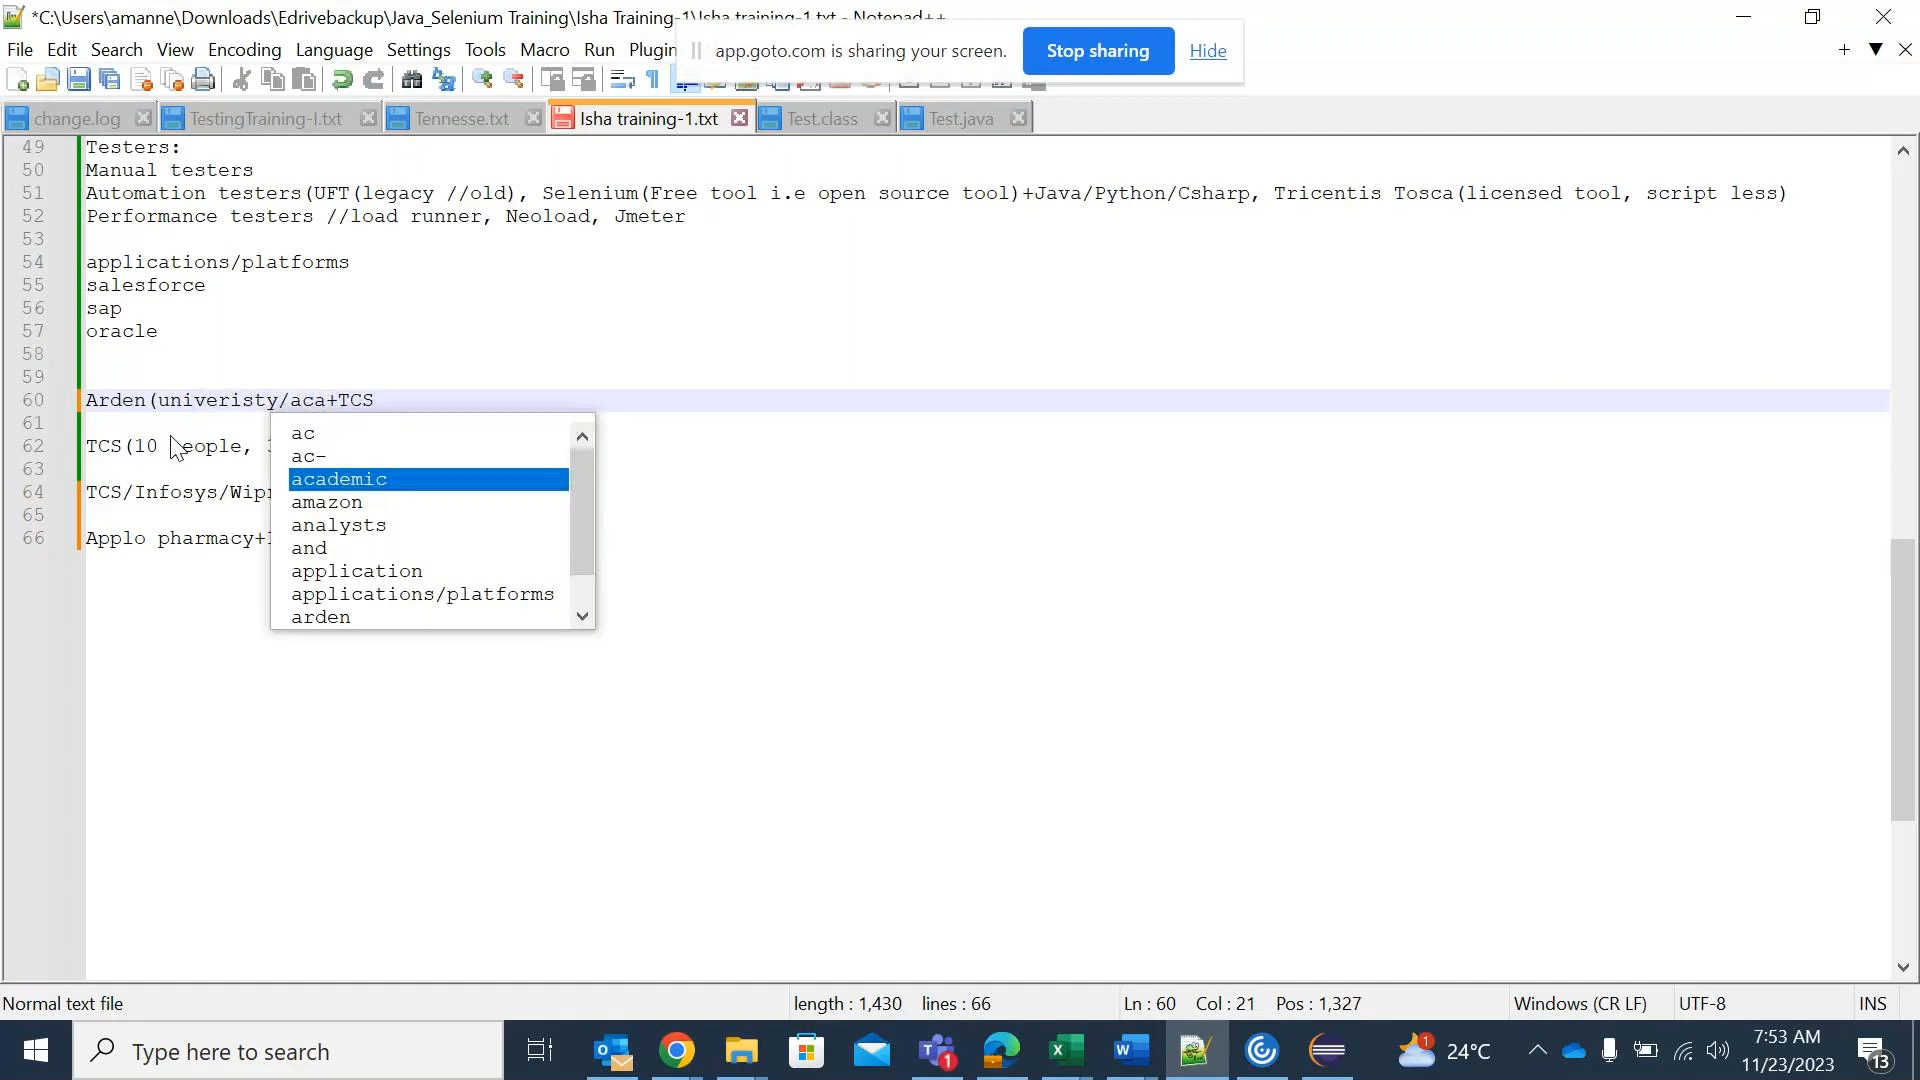 *C:\Users\amanne\Downloads\Edrivebackup\Java_Selenium Training\Isha Training-1\Isha training-1.txt - Notepad++
File Edit Search View Encoding Language Settings Tools Macro Run Plugin
app.goto.com is sharing your screen. Stop sharing Hide
change.log TestingTraining-I.txt Tennesse.txt Isha training-1.txt Test.class Test.java
49 Testers:
50 Manual testers
51 Automation testers(UFT(legacy //old), Selenium(Free tool i.e open source tool)+Java/Python/Csharp, Tricentis Tosca(licensed tool, script less)
52 Performance testers //load runner, Neoload, Jmeter
53
54 applications/platforms
55 salesforce
56 sap
57 oracle
58
59
60 Arden(univeristy/aca+TCS
61
62 TCS(10 people,
63
64 TCS/Infosys/Wipr
65
66 Applo pharmacy+
ac
ac-
academic
amazon
analysts
and
application
applications/platforms
arden
Normal text file length : 1,430 lines : 66 Ln : 60 Col : 21 Pos : 1,327 Windows (CR LF) UTF-8 INS
Type here to search 1 1 24°C 7:53 AM 13
11/23/2023